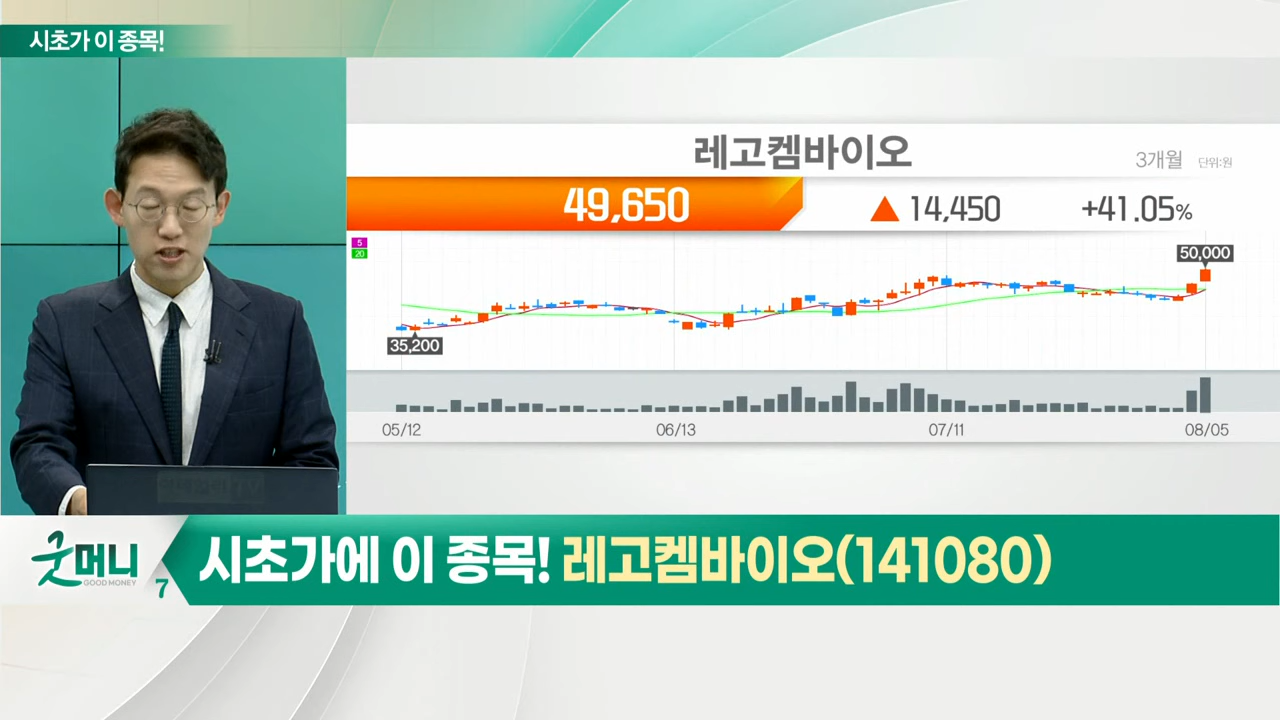 시초가 이 종목!
레고켐바이오
3개월 단위:원
49,650 ▲ 14,450 +41.05%
5
20
50,000
35,200
05/12 06/13 07/11 08/05
굿머니
GOOD MONEY
7
시초가에 이 종목! 레고켐바이오(141080)